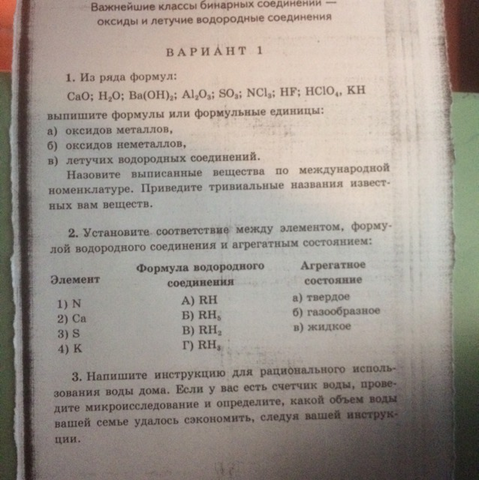 Важнейшие классы бинарных соединений —
оксиды и летучие водородные соединения
ВАРИАНТ 1
1. Из ряда формул:
CaO; H₂O; Ba(OH)₂; Al₂O₃; SO₃; NCl₃; HF; HClO₄, KH
выпишите формулы или формульные единицы:
а) оксидов металлов,
б) оксидов неметаллов,
в) летучих водородных соединений.
Назовите выписанные вещества по международной
номенклатуре. Приведите тривиальные названия извест-
ных вам веществ.
2. Установите соответствие между элементом, форму-
лой водородного соединения и агрегатным состоянием:
Элемент Формула водородного соединения Агрегатное состояние
1) N А) RH а) твердое
2) Ca Б) RH₅ б) газообразное
3) S В) RH₂ в) жидкое
4) K Г) RH₃
3. Напишите инструкцию для рационального исполь-
зования воды дома. Если у вас есть счетчик воды, прове-
дите микроисследование и определите, какой объем воды
вашей семье удалось сэкономить, следуя вашей инструк-
ции.